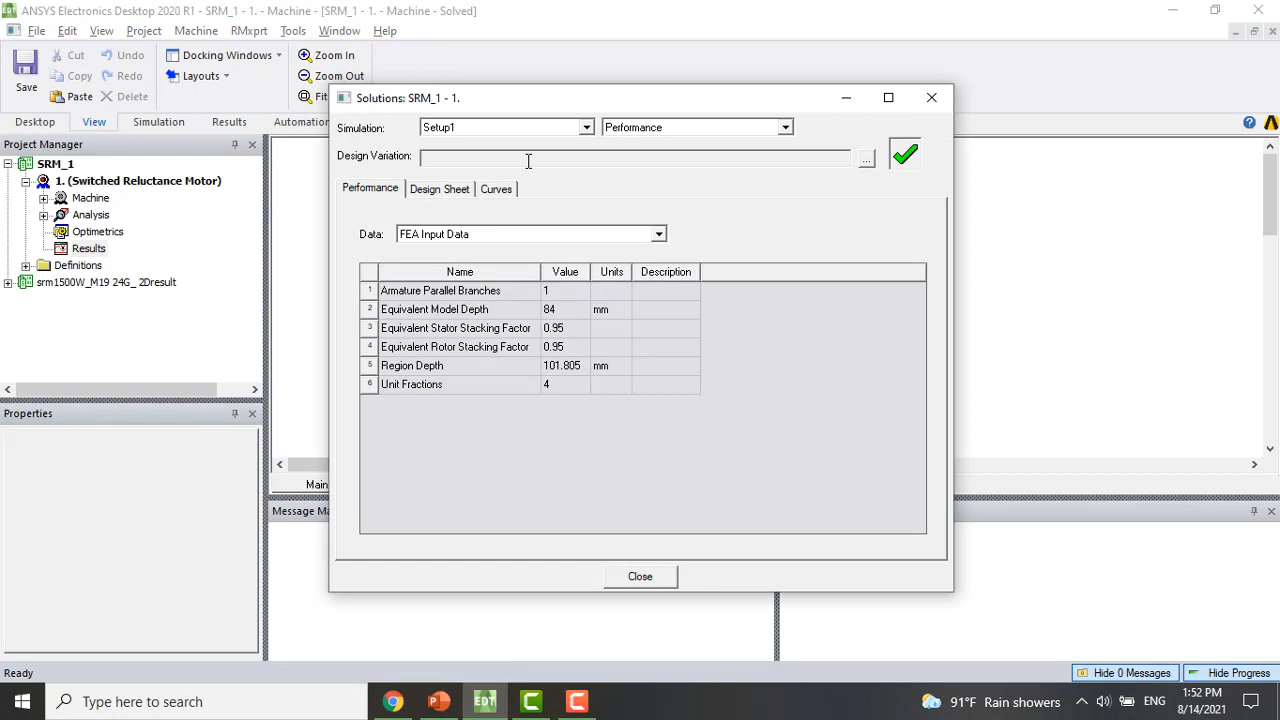 ANSYS Electronics Desktop 2020 R1 - SRM_1 - 1. - Machine - [SRM_1 - 1. - Machine - Solved]
File Edit View Project Machine RMxprt Tools Window Help
Save
Cut Undo
Copy Redo
Paste Delete
Docking Windows
Layouts
Zoom In
Zoom Out
Fit
Desktop View Simulation Results Automation
Project Manager
SRM_1
1. (Switched Reluctance Motor)
Machine
Analysis
Optimetrics
Results
Definitions
srm1500W_M19 24G_ 2Dresult
Properties
Solutions: SRM_1 - 1.
Simulation: Setup1 Performance
Design Variation: ...
Performance Design Sheet Curves
Data: FEA Input Data
Name Value Units Description
1 Armature Parallel Branches 1
2 Equivalent Model Depth 84 mm
3 Equivalent Stator Stacking Factor 0.95
4 Equivalent Rotor Stacking Factor 0.95
5 Region Depth 101.805 mm
6 Unit Fractions 4
Close
Main
Message Ma
Ready
Hide 0 Messages Hide Progress
Type here to search
EDT
91°F Rain showers
ENG
1:52 PM
8/14/2021